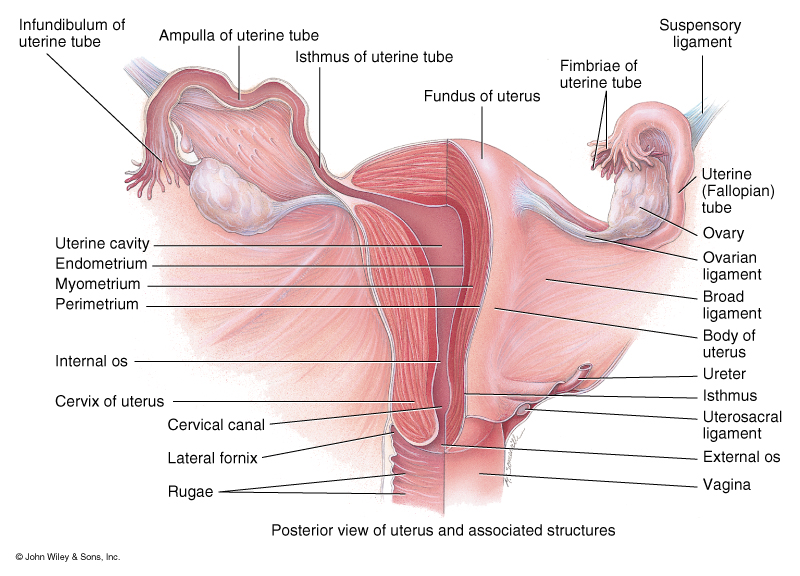 Infundibulum of
uterine tube
Ampulla of uterine tube
Isthmus of uterine tube
Suspensory
ligament
Fimbriae of
uterine tube
Fundus of uterus
Uterine
(Fallopian)
tube
Ovary
Ovarian
ligament
Broad
ligament
Body of
uterus
Ureter
Isthmus
Uterosacral
ligament
External os
Vagina
Uterine cavity
Endometrium
Myometrium
Perimetrium
Internal os
Cervix of uterus
Cervical canal
Lateral fornix
Rugae
Posterior view of uterus and associated structures
© John Wiley & Sons, Inc.